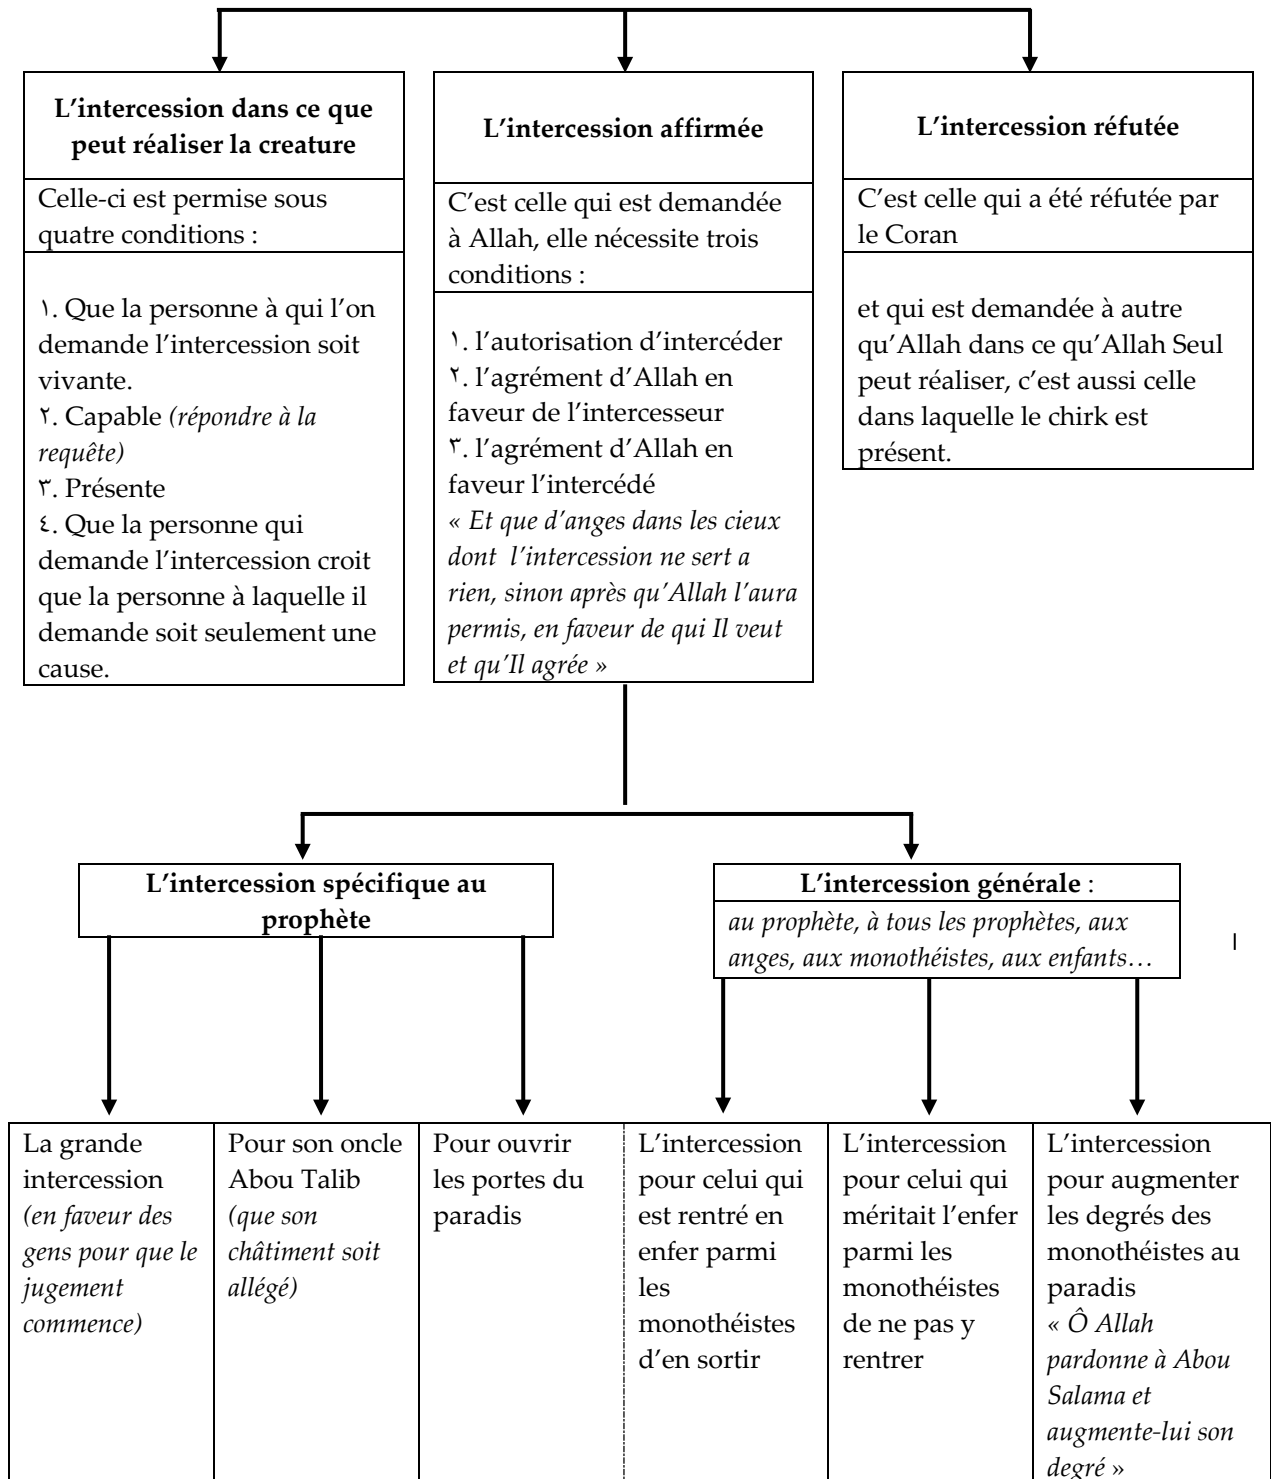 L’intercession dans ce que
peut réaliser la creature
Celle-ci est permise sous
quatre conditions :
١. Que la personne à qui l’on
demande l’intercession soit
vivante.
٢. Capable (répondre à la
requête)
٣. Présente
٤. Que la personne qui
demande l’intercession croit
que la personne à laquelle il
demande soit seulement une
cause.
L’intercession affirmée
C’est celle qui est demandée
à Allah, elle nécessite trois
conditions :
١. l’autorisation d’intercéder
٢. l’agrément d’Allah en
faveur de l’intercesseur
٣. l’agrément d’Allah en
faveur l’intercédé
« Et que d’anges dans les cieux
dont l’intercession ne sert a
rien, sinon après qu’Allah l’aura
permis, en faveur de qui Il veut
et qu’Il agrée »
L’intercession réfutée
C’est celle qui a été réfutée par
le Coran
et qui est demandée à autre
qu’Allah dans ce qu’Allah Seul
peut réaliser, c’est aussi celle
dans laquelle le chirk est
présent.
L’intercession spécifique au
prophète
L’intercession générale :
au prophète, à tous les prophètes, aux
anges, aux monothéistes, aux enfants…
l
La grande
intercession
(en faveur des
gens pour que le
jugement
commence)
Pour son oncle
Abou Talib
(que son
châtiment soit
allégé)
Pour ouvrir
les portes du
paradis
L’intercession
pour celui qui
est rentré en
enfer parmi
les
monothéistes
d’en sortir
L’intercession
pour celui qui
méritait l’enfer
parmi les
monothéistes
de ne pas y
rentrer
L’intercession
pour augmenter
les degrés des
monothéistes au
paradis
« Ô Allah
pardonne à Abou
Salama et
augmente-lui son
degré »